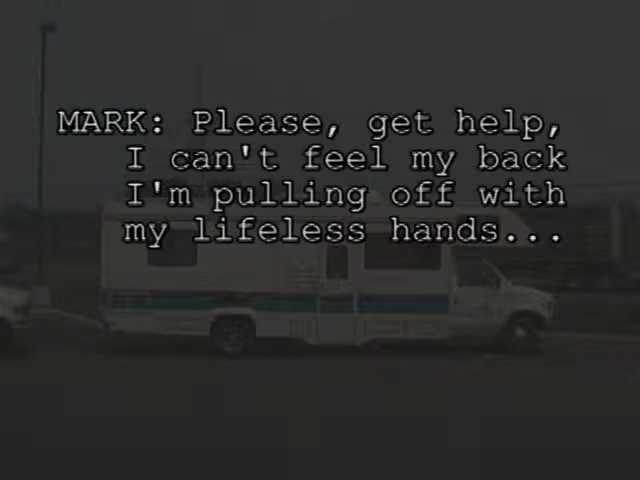 MARK: Please, get help,
I can't feel my back
I'm pulling off with
my lifeless hands...